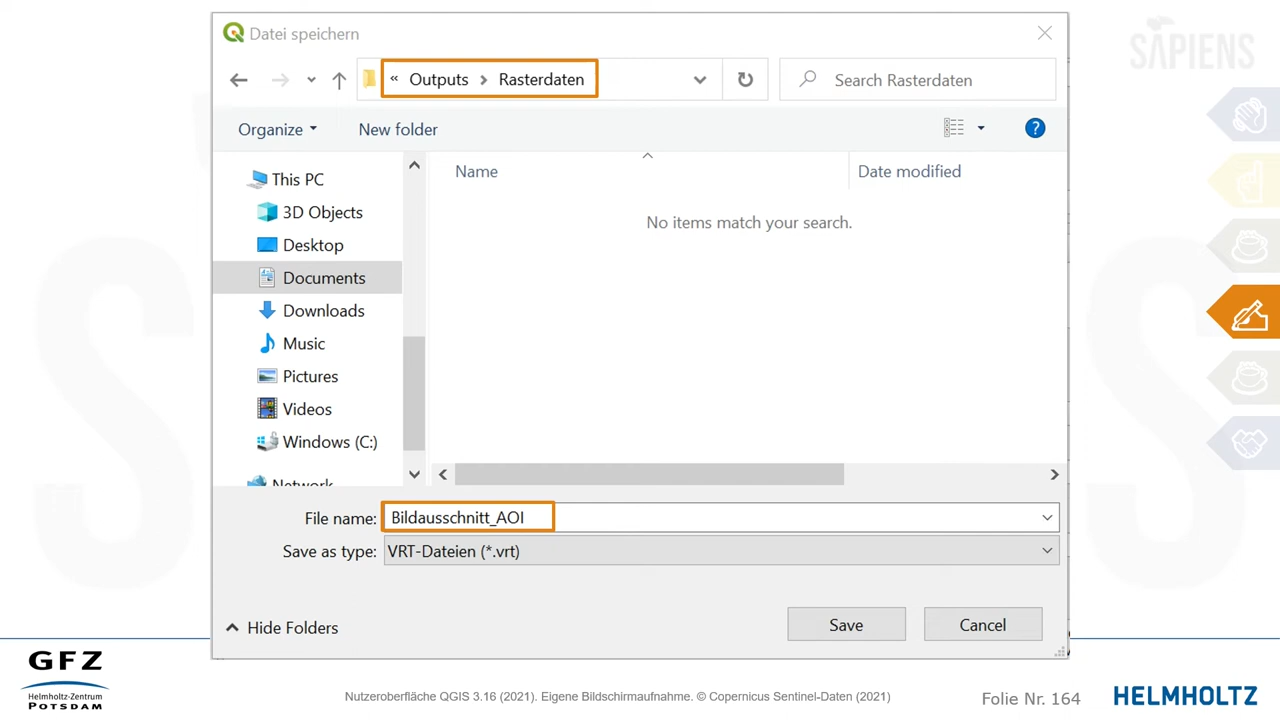 Datei speichern
SAPIENS
« Outputs > Rasterdaten
Search Rasterdaten
Organize
New folder
Name
Date modified
This PC
No items match your search.
3D Objects
Desktop
Documents
Downloads
Music
Pictures
Videos
Windows (C:)
Network
File name: Bildausschnitt_AOI
Save as type: VRT-Dateien (*.vrt)
Hide Folders
Save
Cancel
GFZ
Helmholtz-Zentrum
POTSDAM
Nutzeroberfläche QGIS 3.16 (2021). Eigene Bildschirmaufnahme. © Copernicus Sentinel-Daten (2021)
Folie Nr. 164
HELMHOLTZ